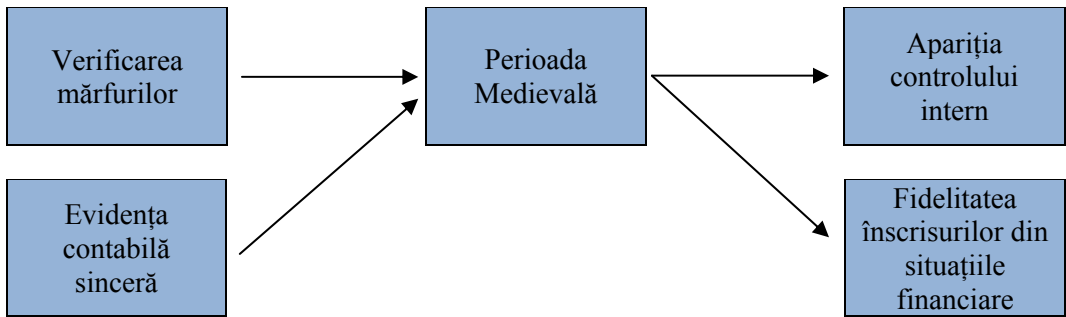 Verificarea
mărfurilor
Perioada
Medievală
Apariția
controlului
intern
Evidența
contabilă
sinceră
Fidelitatea
înscrisurilor din
situațiile
financiare